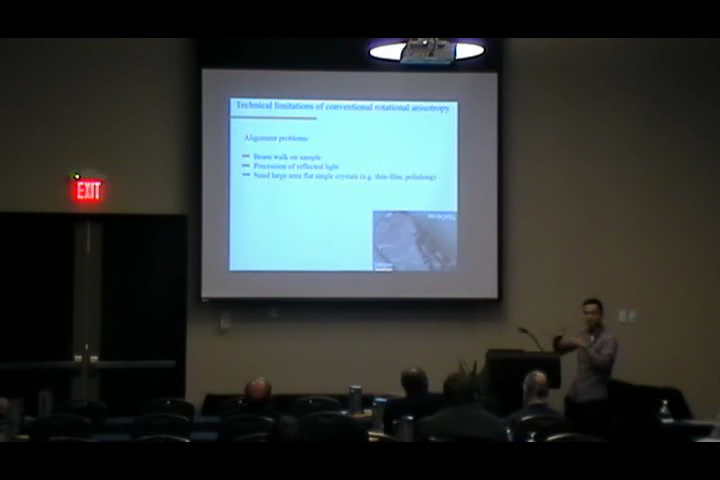 Technical limitations of conventional rotational anisotropy
Alignment problems:
Beam walk on sample
Precession of reflected light
Need large area flat single crystals (e.g. thin-film, polishing)
EXIT